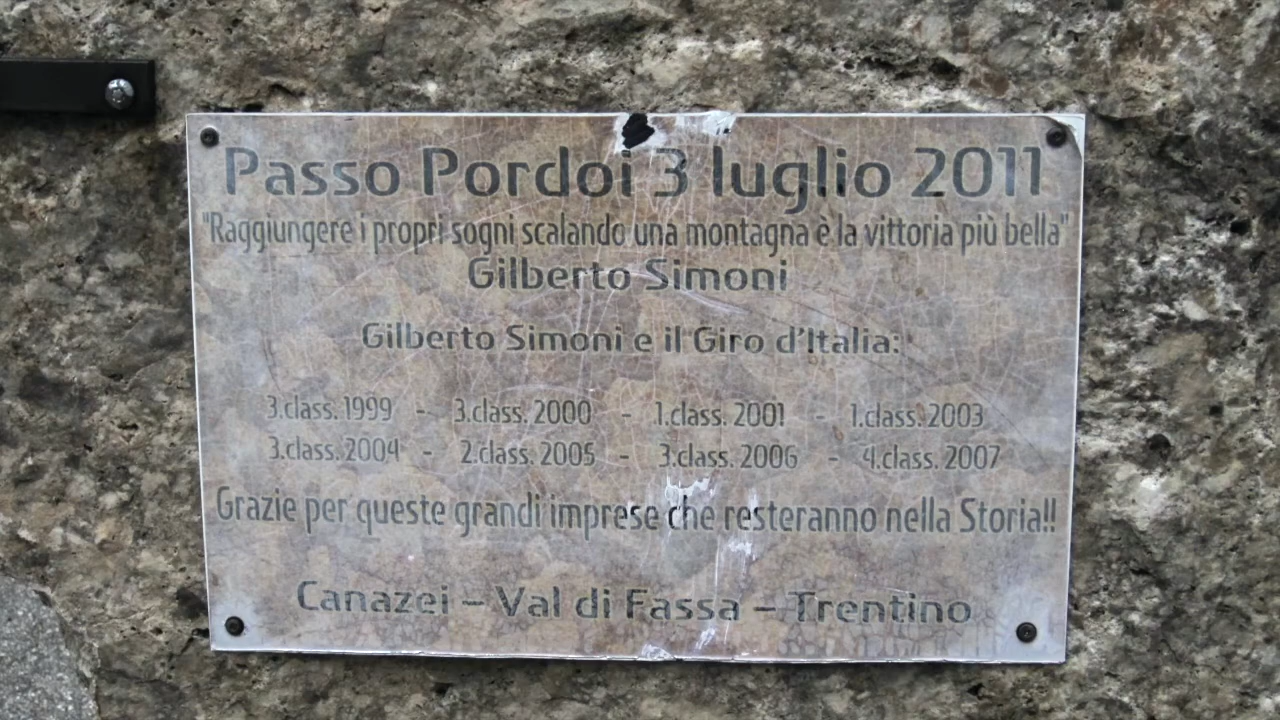 Passo Pordoi 3 luglio 2011
"Raggiungere i propri sogni scalando una montagna è la vittoria più bella"
Gilberto Simoni
Gilberto Simoni e il Giro d'Italia:
3.class. 1999 - 3.class. 2000 - 1.class. 2001 - 1.class. 2003
3.class. 2004 - 2.class. 2005 - 3.class. 2006 - 4.class. 2007
Grazie per queste grandi imprese che resteranno nella Storia!!
Canazei – Val di Fassa – Trentino